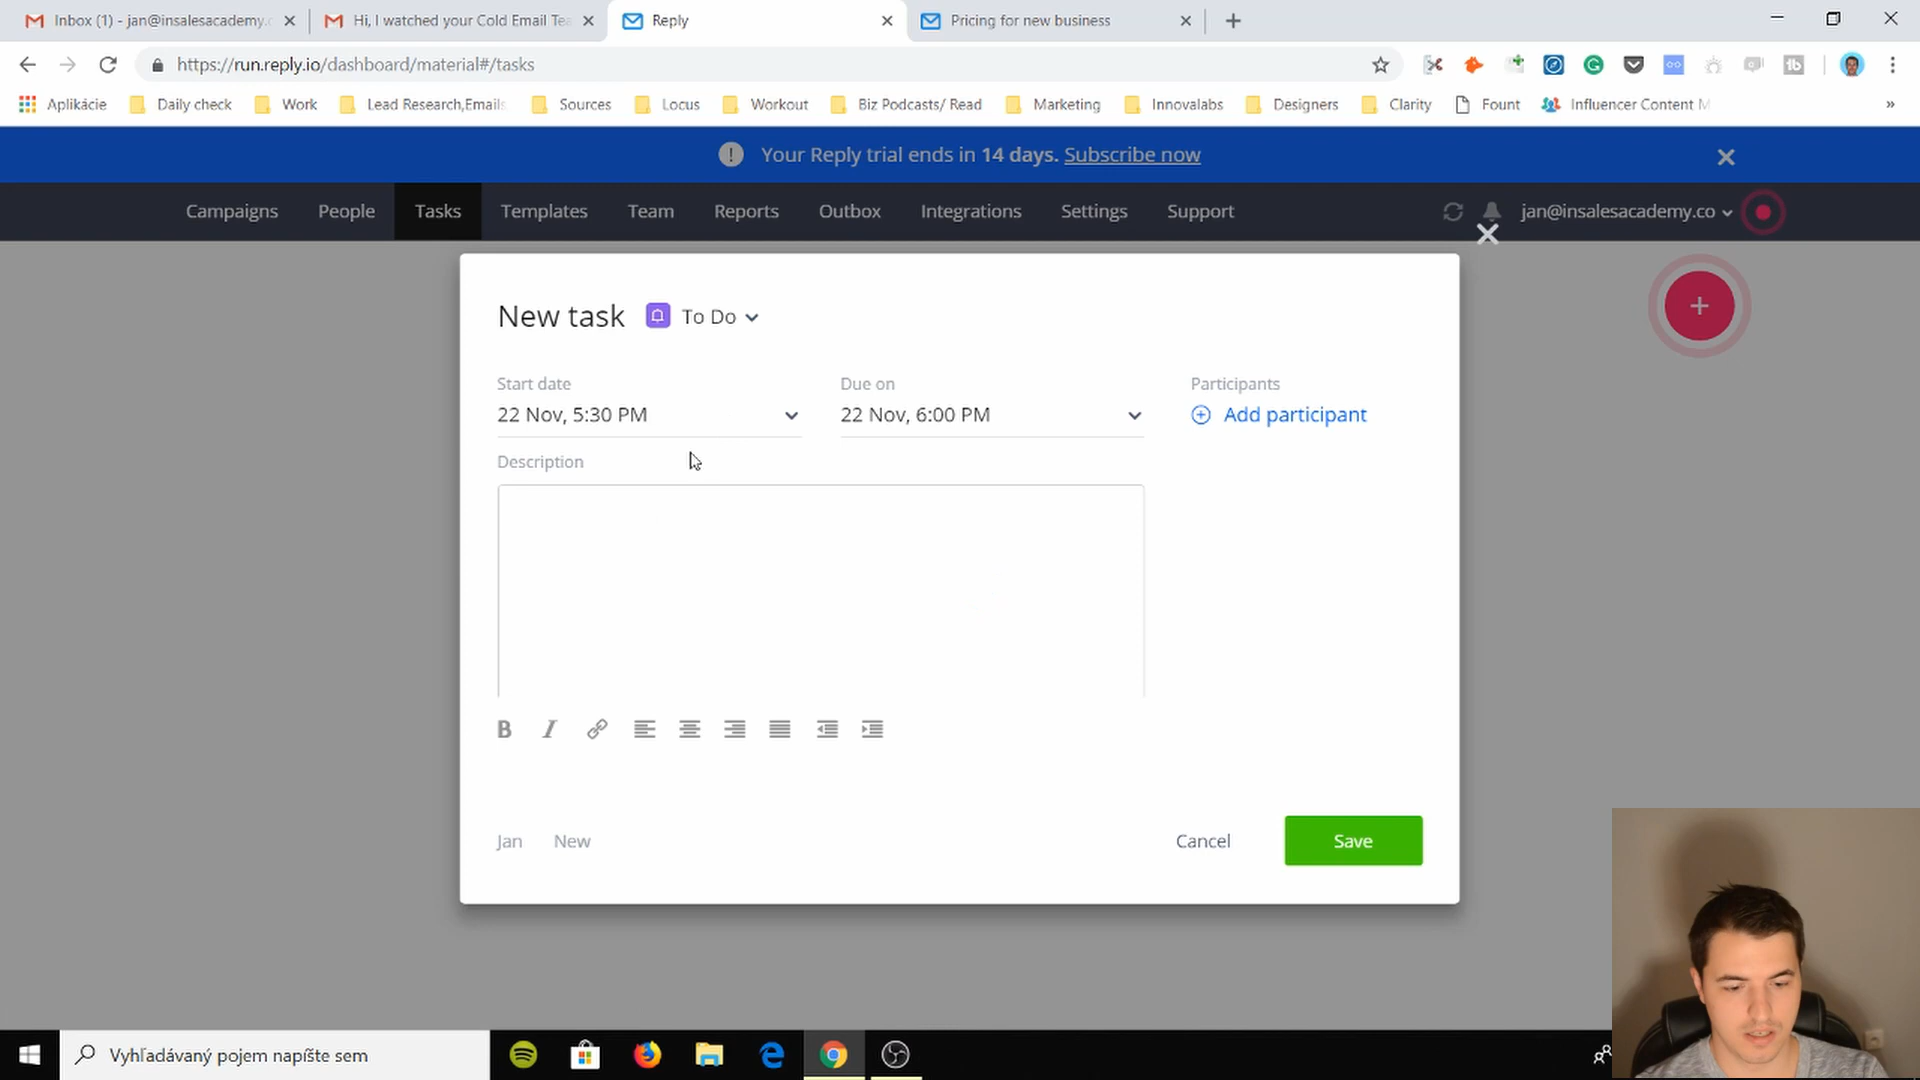 Inbox (1) - jan@insalesacademy.c
Hi, I watched your Cold Email Te
Reply
Pricing for new business
https://run.reply.io/dashboard/material#/tasks
Aplikácie
Daily check
Work
Lead Research,Emails
Sources
Locus
Workout
Biz Podcasts/ Read
Marketing
Innovalabs
Designers
Clarity
Fount
Influencer Content M
»
Your Reply trial ends in 14 days. Subscribe now
Campaigns
People
Tasks
Templates
Team
Reports
Outbox
Integrations
Settings
Support
jan@insalesacademy.co
New task
To Do
Start date
Due on
Participants
22 Nov, 5:30 PM
22 Nov, 6:00 PM
Add participant
Description
B I
Jan
New
Cancel
Save
Vyhľadávaný pojem napíšte sem